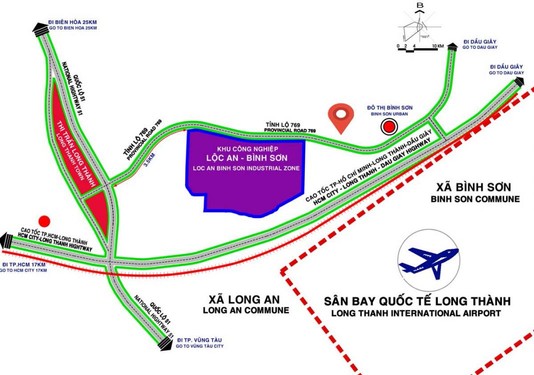 ĐI BIÊN HÒA 25KM
GO TO BIEN HOA 25KM
B
0 2 4 10 KM
ĐI DẦU GIÂY
GO TO DAU GIAY
ĐI DẦU GIÂY
GO TO DAU GIAY
QUỐC LỘ 51
NATIONAL HIGHWAY 51
THỊ TRẤN LONG THÀNH
LONG THANH TOWN
TỈNH LỘ 769
PROVINCIAL ROAD 769
3.5KM
TỈNH LỘ 769
PROVINCIAL ROAD 769
ĐÔ THỊ BÌNH SƠN
BINH SON URBAN
KHU CÔNG NGHIỆP
LỘC AN - BÌNH SƠN
LOC AN BINH SON INDUSTRIAL ZONE
CAO TỐC TP-HỒ CHÍ MINH-LONG THÀNH-DẦU GIÂY
HCM CITY - LONG THANH - DAU GIAY HIGHWAY
XÃ BÌNH SƠN
BINH SON COMMUNE
CAO TỐC TP.HCM-LONG THÀNH
HCM CITY-LONG THANH HIGHWAY
ĐI TP.HCM 17KM
GO TO HCM CITY 17KM
XÃ LONG AN
LONG AN COMMUNE
SÂN BAY QUỐC TẾ LONG THÀNH
LONG THANH INTERNATIONAL AIRPORT
QUỐC LỘ 51
NATIONAL HIGHWAY 51
ĐI TP. VŨNG TÀU
GO TO VUNG TAU CITY